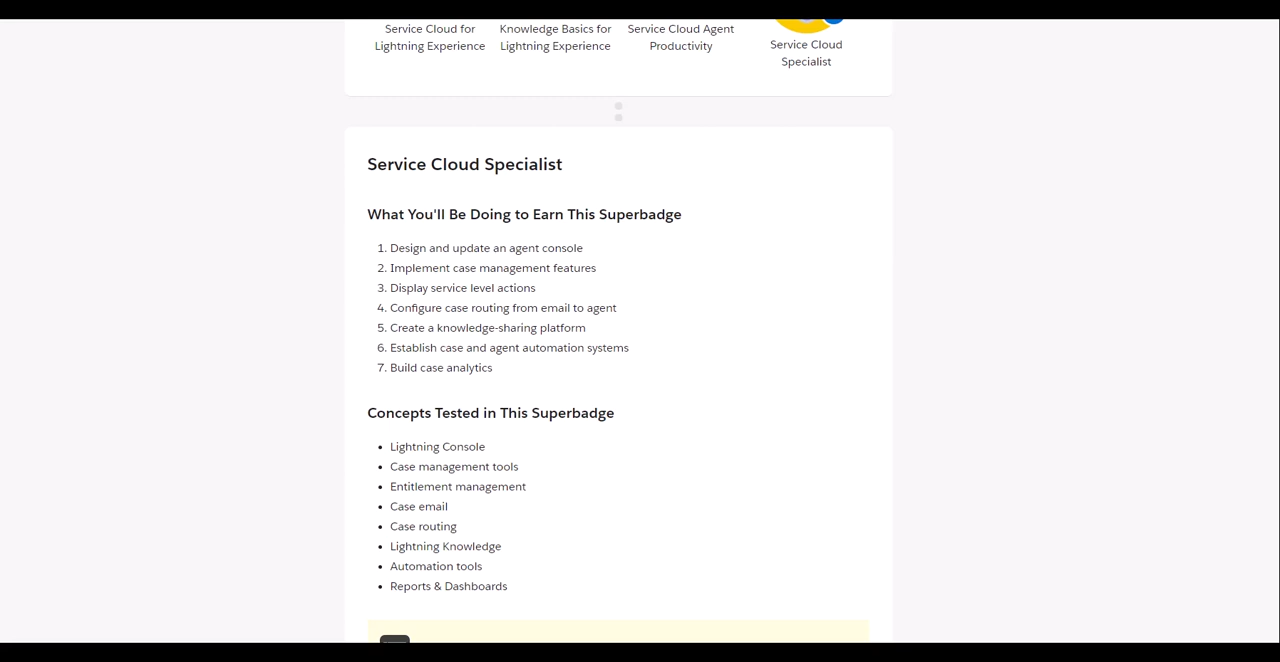 Service Cloud for
Lightning Experience
Knowledge Basics for
Lightning Experience
Service Cloud Agent
Productivity
Service Cloud
Specialist
Service Cloud Specialist
What You'll Be Doing to Earn This Superbadge
1. Design and update an agent console
2. Implement case management features
3. Display service level actions
4. Configure case routing from email to agent
5. Create a knowledge-sharing platform
6. Establish case and agent automation systems
7. Build case analytics
Concepts Tested in This Superbadge
• Lightning Console
• Case management tools
• Entitlement management
• Case email
• Case routing
• Lightning Knowledge
• Automation tools
• Reports & Dashboards